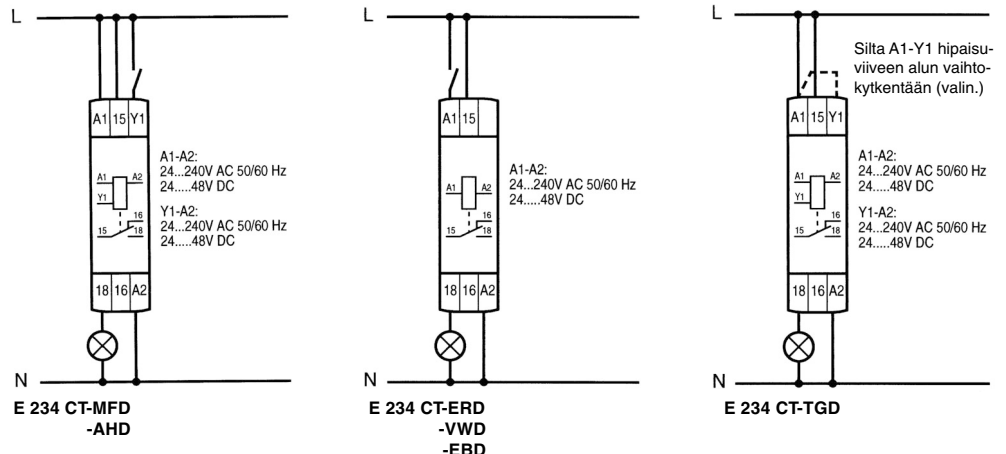 L
A1 15 Y1
A1 A2
Y1
16
15 18
18 16 A2
A1-A2:
24...240V AC 50/60 Hz
24.....48V DC
Y1-A2:
24...240V AC 50/60 Hz
24.....48V DC
N
E 234 CT-MFD
-AHD
L
A1 15
A1 A2
16
15 18
18 16 A2
A1-A2:
24...240V AC 50/60 Hz
24.....48V DC
N
E 234 CT-ERD
-VWD
-EBD
L
Silta A1-Y1 hipaisu-
viiveen alun vaihto-
kytkentään (valin.)
A1 15 Y1
A1 A2
Y1
16
15 18
18 16 A2
A1-A2:
24...240V AC 50/60 Hz
24.....48V DC
Y1-A2:
24...240V AC 50/60 Hz
24.....48V DC
N
E 234 CT-TGD